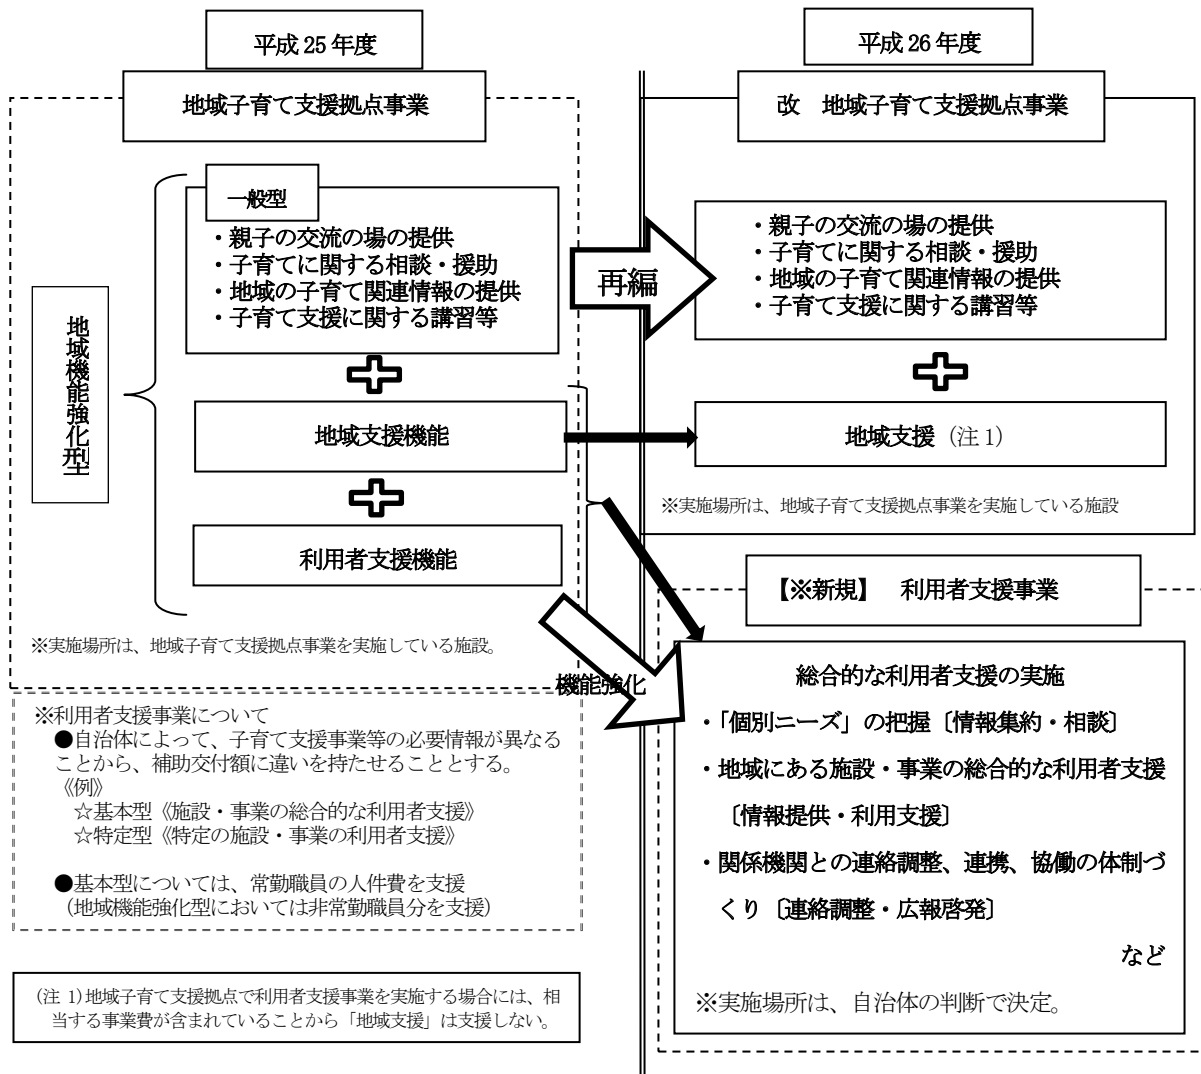 平成 25 年度
地域子育て支援拠点事業
一般型
・親子の交流の場の提供
・子育てに関する相談・援助
・地域の子育て関連情報の提供
・子育て支援に関する講習等
地域機能強化型
地域支援機能
利用者支援機能
※実施場所は、地域子育て支援拠点事業を実施している施設。
再編
機能強化
平成 26 年度
改　地域子育て支援拠点事業
・親子の交流の場の提供
・子育てに関する相談・援助
・地域の子育て関連情報の提供
・子育て支援に関する講習等
地域支援（注 1）
※実施場所は、地域子育て支援拠点事業を実施している施設
【※新規】　利用者支援事業
総合的な利用者支援の実施
・「個別ニーズ」の把握〔情報集約・相談〕
・地域にある施設・事業の総合的な利用者支援
〔情報提供・利用支援〕
・関係機関との連絡調整、連携、協働の体制づ
くり〔連絡調整・広報啓発〕
など
※実施場所は、自治体の判断で決定。
※利用者支援事業について
●自治体によって、子育て支援事業等の必要情報が異なる
ことから、補助交付額に違いを持たせることとする。
《例》
☆基本型《施設・事業の総合的な利用者支援》
☆特定型《特定の施設・事業の利用者支援》
●基本型については、常勤職員の人件費を支援
（地域機能強化型においては非常勤職員分を支援）
（注 1）地域子育て支援拠点で利用者支援事業を実施する場合には、相
当する事業費が含まれていることから「地域支援」は支援しない。